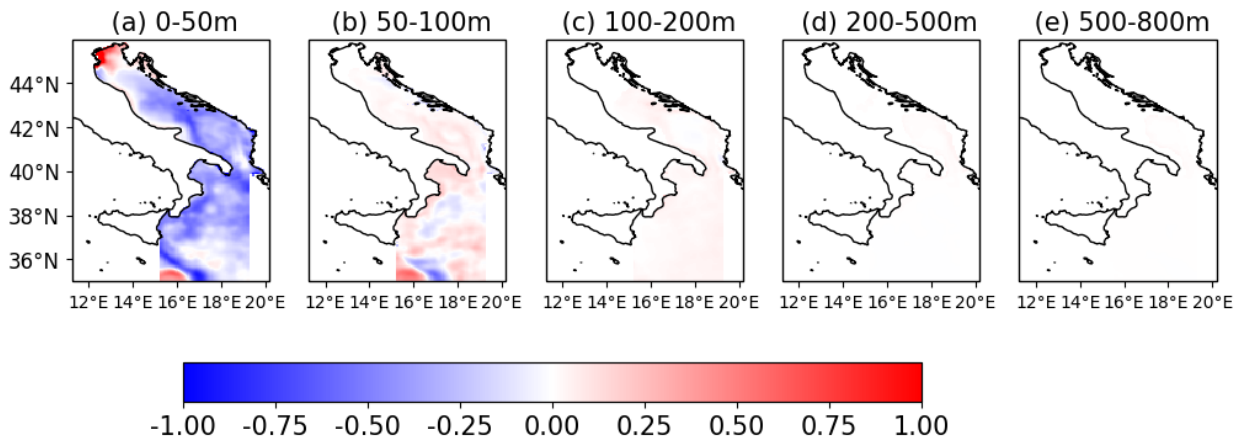 (a) 0-50m (b) 50-100m (c) 100-200m (d) 200-500m (e) 500-800m
44°N
42°N
40°N
38°N
36°N
12°E 14°E 16°E 18°E 20°E 12°E 14°E 16°E 18°E 20°E 12°E 14°E 16°E 18°E 20°E 12°E 14°E 16°E 18°E 20°E 12°E 14°E 16°E 18°E 20°E
-1.00 -0.75 -0.50 -0.25 0.00 0.25 0.50 0.75 1.00